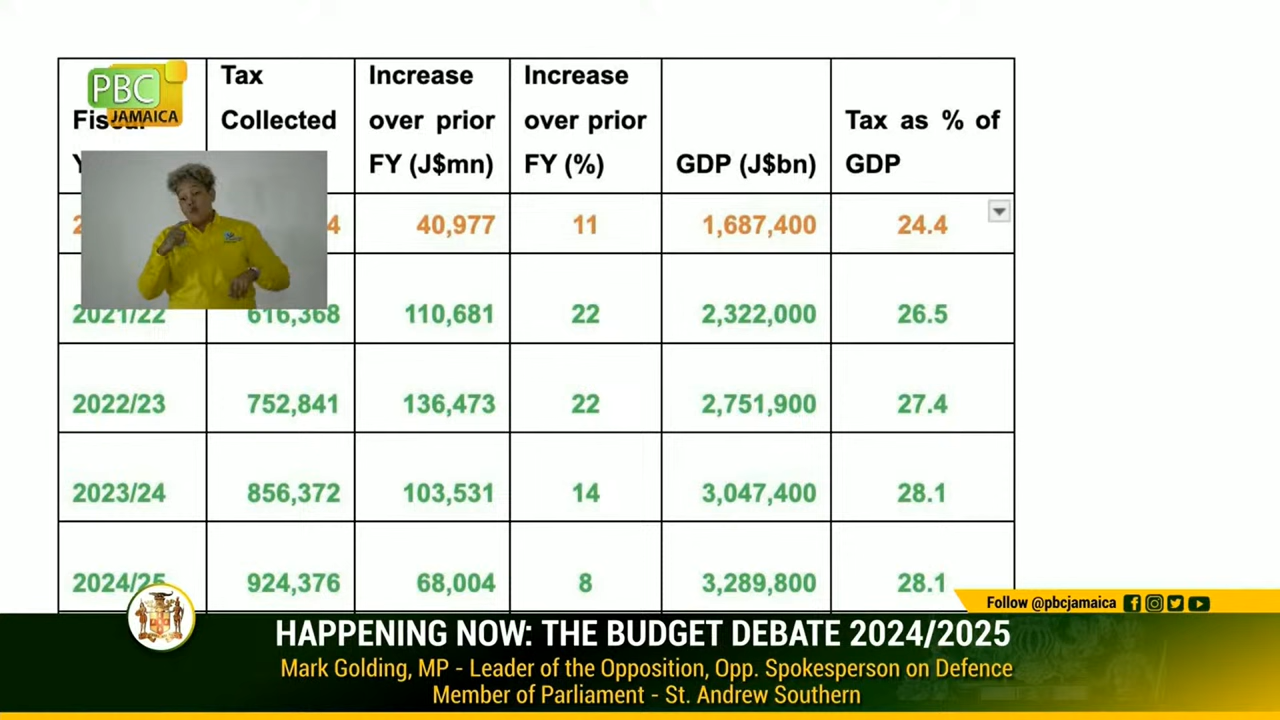 PBC
JAMAICA
Tax Increase Increase
Collected over prior over prior Tax as % of
FY (J$mn) FY (%) GDP (J$bn) GDP
40,977 11 1,687,400 24.4
2021/22 616,368 110,681 22 2,322,000 26.5
2022/23 752,841 136,473 22 2,751,900 27.4
2023/24 856,372 103,531 14 3,047,400 28.1
2024/25 924,376 68,004 8 3,289,800 28.1
Follow @pbcjamaica
HAPPENING NOW: THE BUDGET DEBATE 2024/2025
Mark Golding, MP - Leader of the Opposition, Opp. Spokesperson on Defence
Member of Parliament - St. Andrew Southern